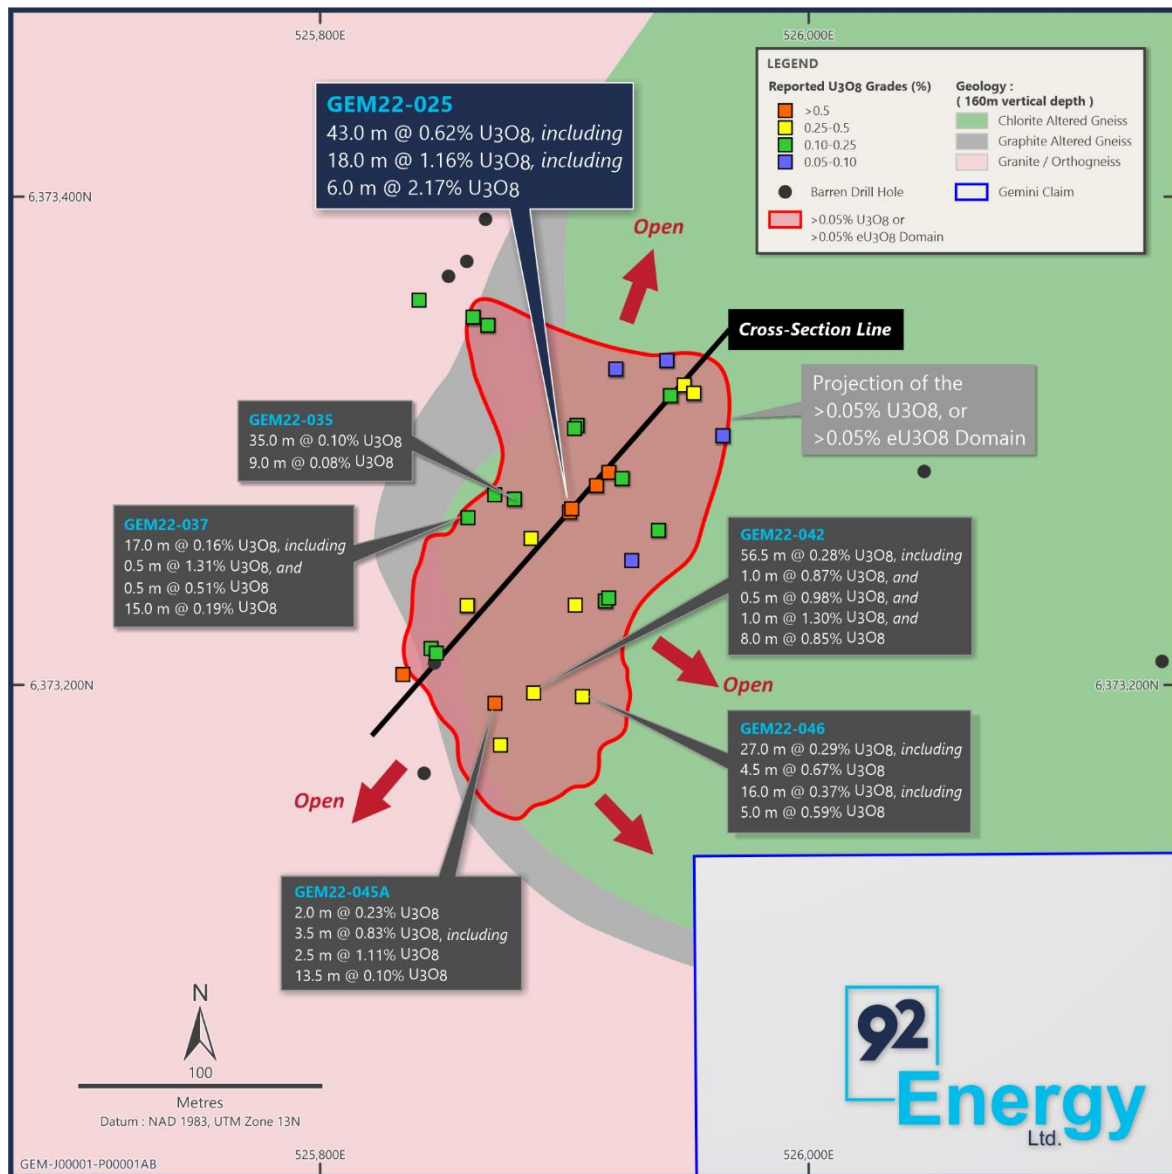 525,800E
526,000E
LEGEND
Reported U3O8 Grades (%)
>0.5
0.25-0.5
0.10-0.25
0.05-0.10
Barren Drill Hole
>0.05% U3O8 or
>0.05% eU3O8 Domain
Geology :
( 160m vertical depth )
Chlorite Altered Gneiss
Graphite Altered Gneiss
Granite / Orthogneiss
Gemini Claim
GEM22-025
43.0 m @ 0.62% U3O8, including
18.0 m @ 1.16% U3O8, including
6.0 m @ 2.17% U3O8
6,373,400N
6,373,400N
Open
Cross-Section Line
Projection of the
>0.05% U3O8, or
>0.05% eU3O8 Domain
GEM22-035
35.0 m @ 0.10% U3O8
9.0 m @ 0.08% U3O8
GEM22-037
17.0 m @ 0.16% U3O8, including
0.5 m @ 1.31% U3O8, and
0.5 m @ 0.51% U3O8
15.0 m @ 0.19% U3O8
GEM22-042
56.5 m @ 0.28% U3O8, including
1.0 m @ 0.87% U3O8, and
0.5 m @ 0.98% U3O8, and
1.0 m @ 1.30% U3O8, and
8.0 m @ 0.85% U3O8
6,373,200N
6,373,200N
Open
GEM22-046
27.0 m @ 0.29% U3O8, including
4.5 m @ 0.67% U3O8
16.0 m @ 0.37% U3O8, including
5.0 m @ 0.59% U3O8
Open
GEM22-045A
2.0 m @ 0.23% U3O8
3.5 m @ 0.83% U3O8, including
2.5 m @ 1.11% U3O8
13.5 m @ 0.10% U3O8
N
100
Metres
Datum : NAD 1983, UTM Zone 13N
92
Energy
Ltd.
GEM-J00001-P00001AB
525,800E
526,000E